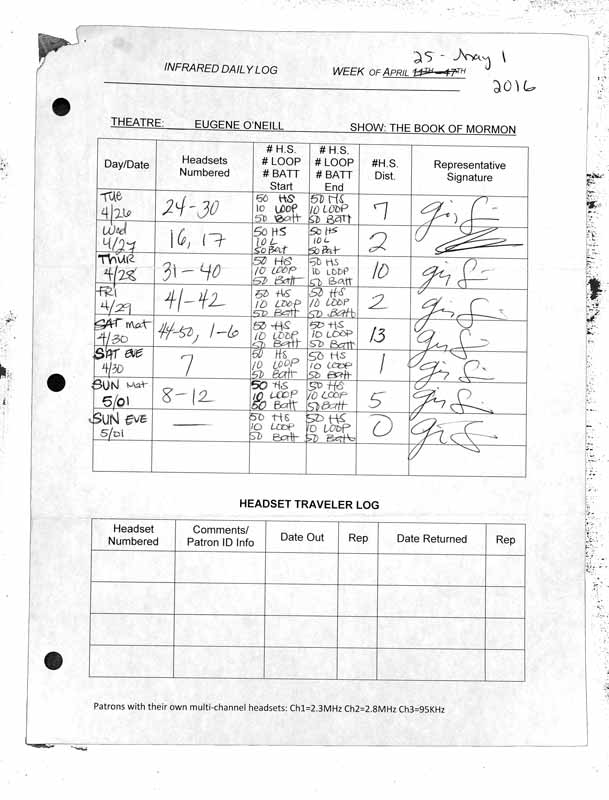 25 - May 1
INFRARED DAILY LOG WEEK OF APRIL 11TH - 17TH
2016
THEATRE: EUGENE O'NEILL SHOW: THE BOOK OF MORMON
Day/Date Headsets Numbered # H.S. # LOOP # BATT Start # H.S. # LOOP # BATT End #H.S. Dist. Representative Signature
Tue 4/26 24-30 50 HS 10 LOOP 50 Batt 50 HS 10 LOOP 50 BATT 7
Wed 4/27 16, 17 50 HS 10 L 50 Bat 50 HS 10 L 50 Bat 2
THUR 4/28 31-40 50 HS 10 LOOP 50 Batt 50 HS 10 LOOP 50 Batt 10
FRI 4/29 41-42 50 HS 10 LOOP 50 Batt 50 HS 10 LOOP 50 Batt 2
SAT mat 4/30 44-50, 1-6 50 HS 10 LOOP 50 Batt 50 HS 10 LOOP 50 Batt 13
SAT EVE 4/30 7 50 HS 10 LOOP 50 Batt 50 HS 10 LOOP 50 Batt 1
SUN Mat 5/01 8-12 50 HS 10 LOOP 50 Batt 50 HS 10 LOOP 50 Batt 5
SUN EVE 5/01 — 50 HS 10 LOOP 50 Batt 50 HS 10 LOOP 50 Batt 0
HEADSET TRAVELER LOG
Headset Numbered Comments/ Patron ID Info Date Out Rep Date Returned Rep
Patrons with their own multi-channel headsets: Ch1=2.3MHz Ch2=2.8MHz Ch3=95KHz